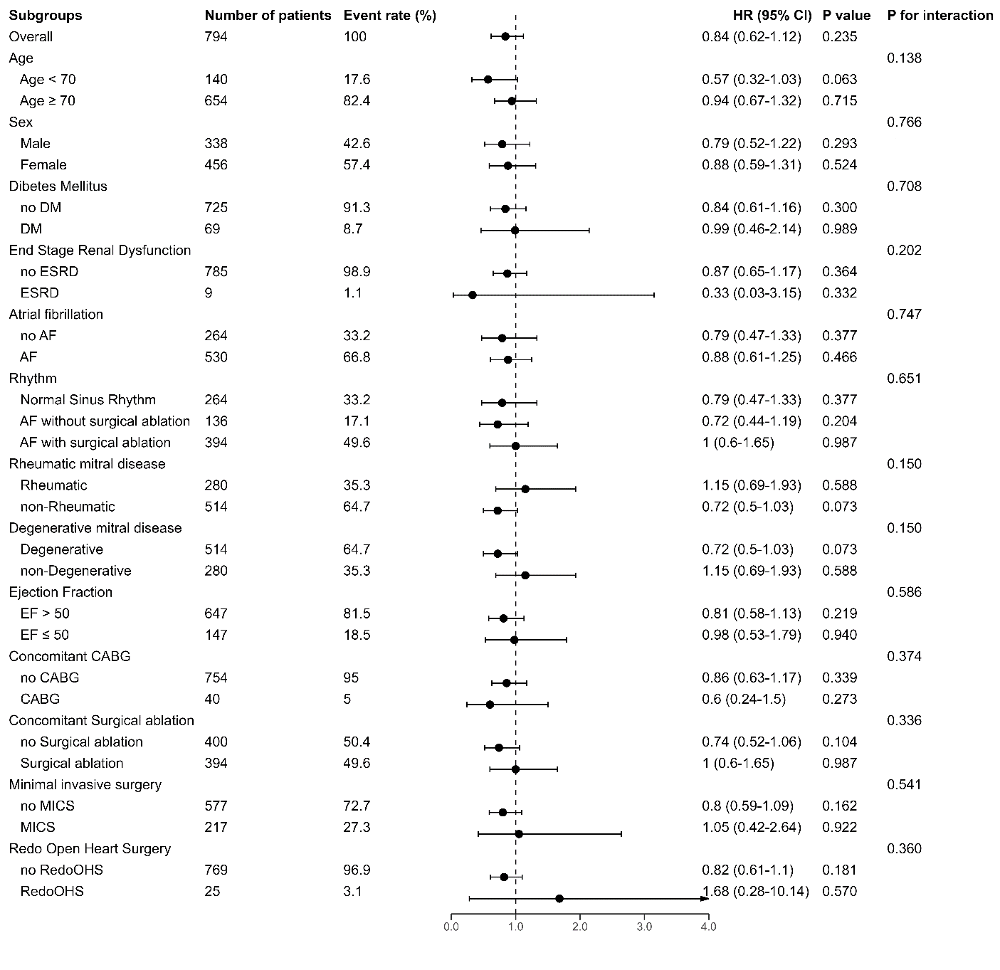 Subgroups Number of patients Event rate (%) HR (95% CI) P value P for interaction
Overall 794 100 0.84 (0.62-1.12) 0.235
Age 0.138
Age < 70 140 17.6 0.57 (0.32-1.03) 0.063
Age ≥ 70 654 82.4 0.94 (0.67-1.32) 0.715
Sex 0.766
Male 338 42.6 0.79 (0.52-1.22) 0.293
Female 456 57.4 0.88 (0.59-1.31) 0.524
Dibetes Mellitus 0.708
no DM 725 91.3 0.84 (0.61-1.16) 0.300
DM 69 8.7 0.99 (0.46-2.14) 0.989
End Stage Renal Dysfunction 0.202
no ESRD 785 98.9 0.87 (0.65-1.17) 0.364
ESRD 9 1.1 0.33 (0.03-3.15) 0.332
Atrial fibrillation 0.747
no AF 264 33.2 0.79 (0.47-1.33) 0.377
AF 530 66.8 0.88 (0.61-1.25) 0.466
Rhythm 0.651
Normal Sinus Rhythm 264 33.2 0.79 (0.47-1.33) 0.377
AF without surgical ablation 136 17.1 0.72 (0.44-1.19) 0.204
AF with surgical ablation 394 49.6 1 (0.6-1.65) 0.987
Rheumatic mitral disease 0.150
Rheumatic 280 35.3 1.15 (0.69-1.93) 0.588
non-Rheumatic 514 64.7 0.72 (0.5-1.03) 0.073
Degenerative mitral disease 0.150
Degenerative 514 64.7 0.72 (0.5-1.03) 0.073
non-Degenerative 280 35.3 1.15 (0.69-1.93) 0.588
Ejection Fraction 0.586
EF > 50 647 81.5 0.81 (0.58-1.13) 0.219
EF ≤ 50 147 18.5 0.98 (0.53-1.79) 0.940
Concomitant CABG 0.374
no CABG 754 95 0.86 (0.63-1.17) 0.339
CABG 40 5 0.6 (0.24-1.5) 0.273
Concomitant Surgical ablation 0.336
no Surgical ablation 400 50.4 0.74 (0.52-1.06) 0.104
Surgical ablation 394 49.6 1 (0.6-1.65) 0.987
Minimal invasive surgery 0.541
no MICS 577 72.7 0.8 (0.59-1.09) 0.162
MICS 217 27.3 1.05 (0.42-2.64) 0.922
Redo Open Heart Surgery 0.360
no RedoOHS 769 96.9 0.82 (0.61-1.1) 0.181
RedoOHS 25 3.1 1.68 (0.28-10.14) 0.570
0.0 1.0 2.0 3.0 4.0